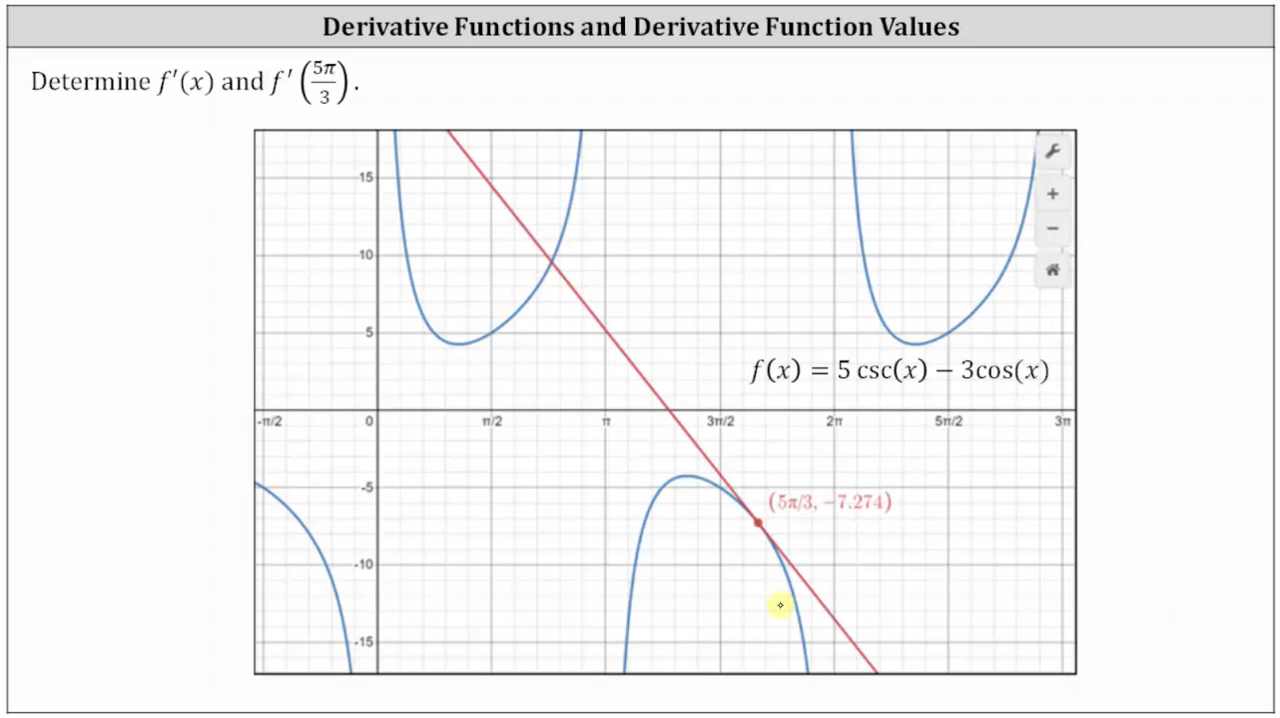 Derivative Functions and Derivative Function Values
Determine f′(x) and f′(5π/3).
15
10
5
f(x) = 5 csc(x) − 3cos(x)
-π/2 0 π/2 π 3π/2 2π 5π/2 3π
-5
(5π/3, −7.274)
-10
-15